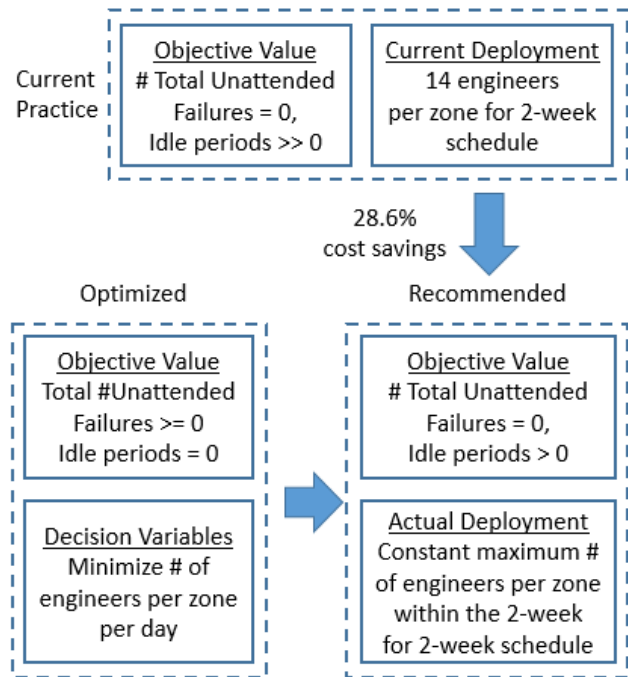 Current
Practice
Objective Value
# Total Unattended
Failures = 0,
Idle periods >> 0
Current Deployment
14 engineers
per zone for 2-week
schedule
28.6%
cost savings
Optimized
Objective Value
Total #Unattended
Failures >= 0
Idle periods = 0
Decision Variables
Minimize # of
engineers per zone
per day
Recommended
Objective Value
# Total Unattended
Failures = 0,
Idle periods > 0
Actual Deployment
Constant maximum #
of engineers per zone
within the 2-week
for 2-week schedule